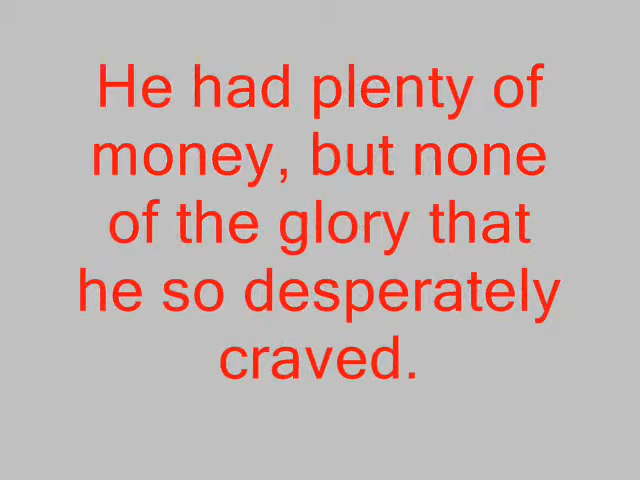 He had plenty of
money, but none
of the glory that
he so desperately
craved.